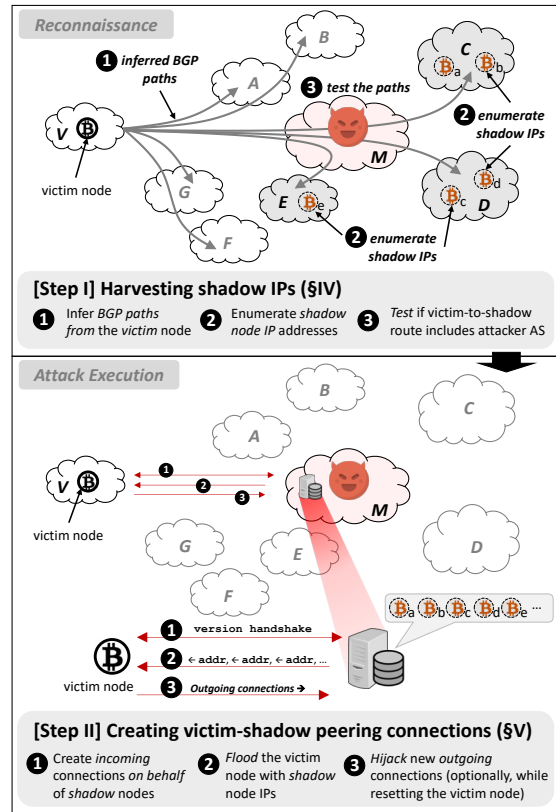 Reconnaissance
B
C
1 inferred BGP
paths
A
a
b
3 test the paths
V
M
2 enumerate
shadow IPs
victim node
G
E
e
d
c
D
F
2 enumerate
shadow IPs
[Step I] Harvesting shadow IPs (§IV)
1 Infer BGP paths
from the victim node
2 Enumerate shadow
node IP addresses
3 Test if victim-to-shadow
route includes attacker AS
Attack Execution
B
C
A
V
1
2
3
M
victim node
G
E
D
F
a b c d e ...
1 version handshake
2 ← addr, ← addr, ← addr, ...
victim node
3 Outgoing connections →
[Step II] Creating victim-shadow peering connections (§V)
1 Create incoming
connections on behalf
of shadow nodes
2 Flood the victim
node with shadow
node IPs
3 Hijack new outgoing
connections (optionally, while
resetting the victim node)